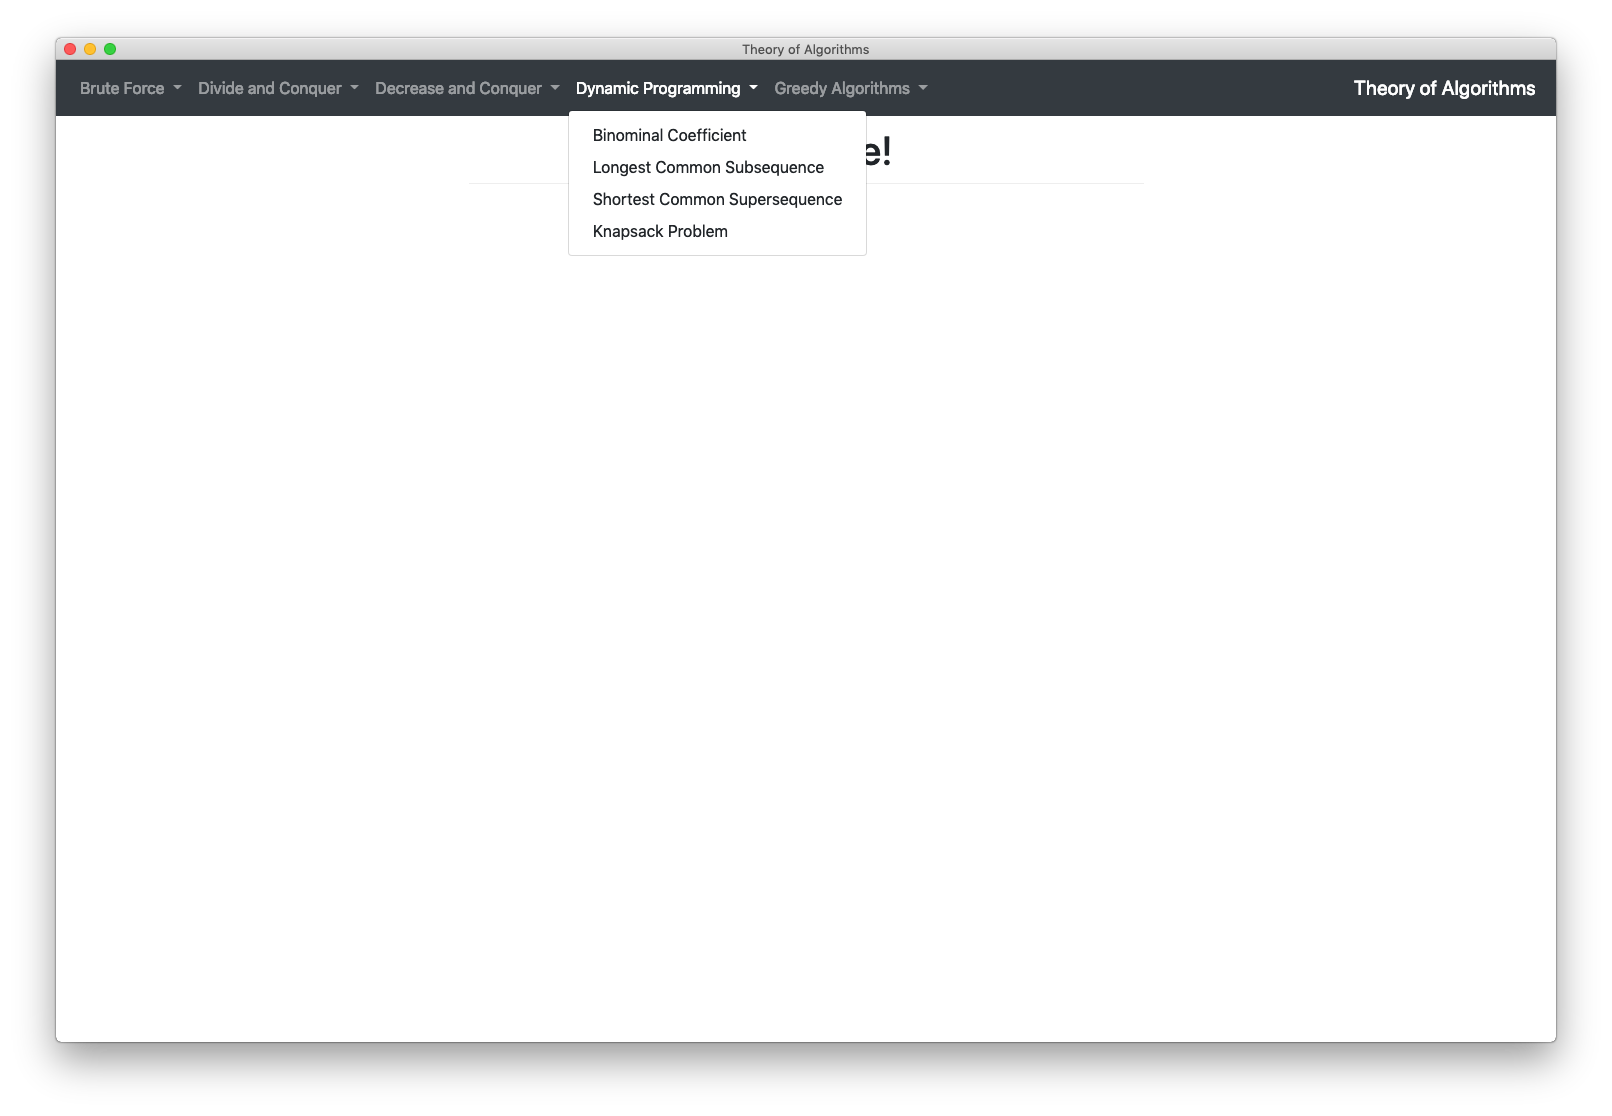 Theory of Algorithms
Brute Force Divide and Conquer Decrease and Conquer Dynamic Programming Greedy Algorithms Theory of Algorithms
Binominal Coefficient
Longest Common Subsequence
Shortest Common Supersequence
Knapsack Problem